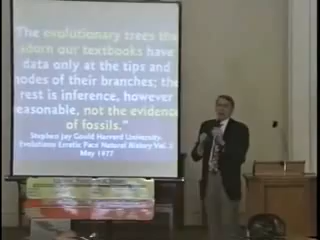 "The evolutionary trees tha
adorn our textbooks have
data only at the tips and
nodes of their branches; the
rest is inference, however
reasonable, not the evidence
of fossils."
Stephen Jay Gould Harvard University
Evolutions Erratic Pace Natural History Vol. 5
May 1977